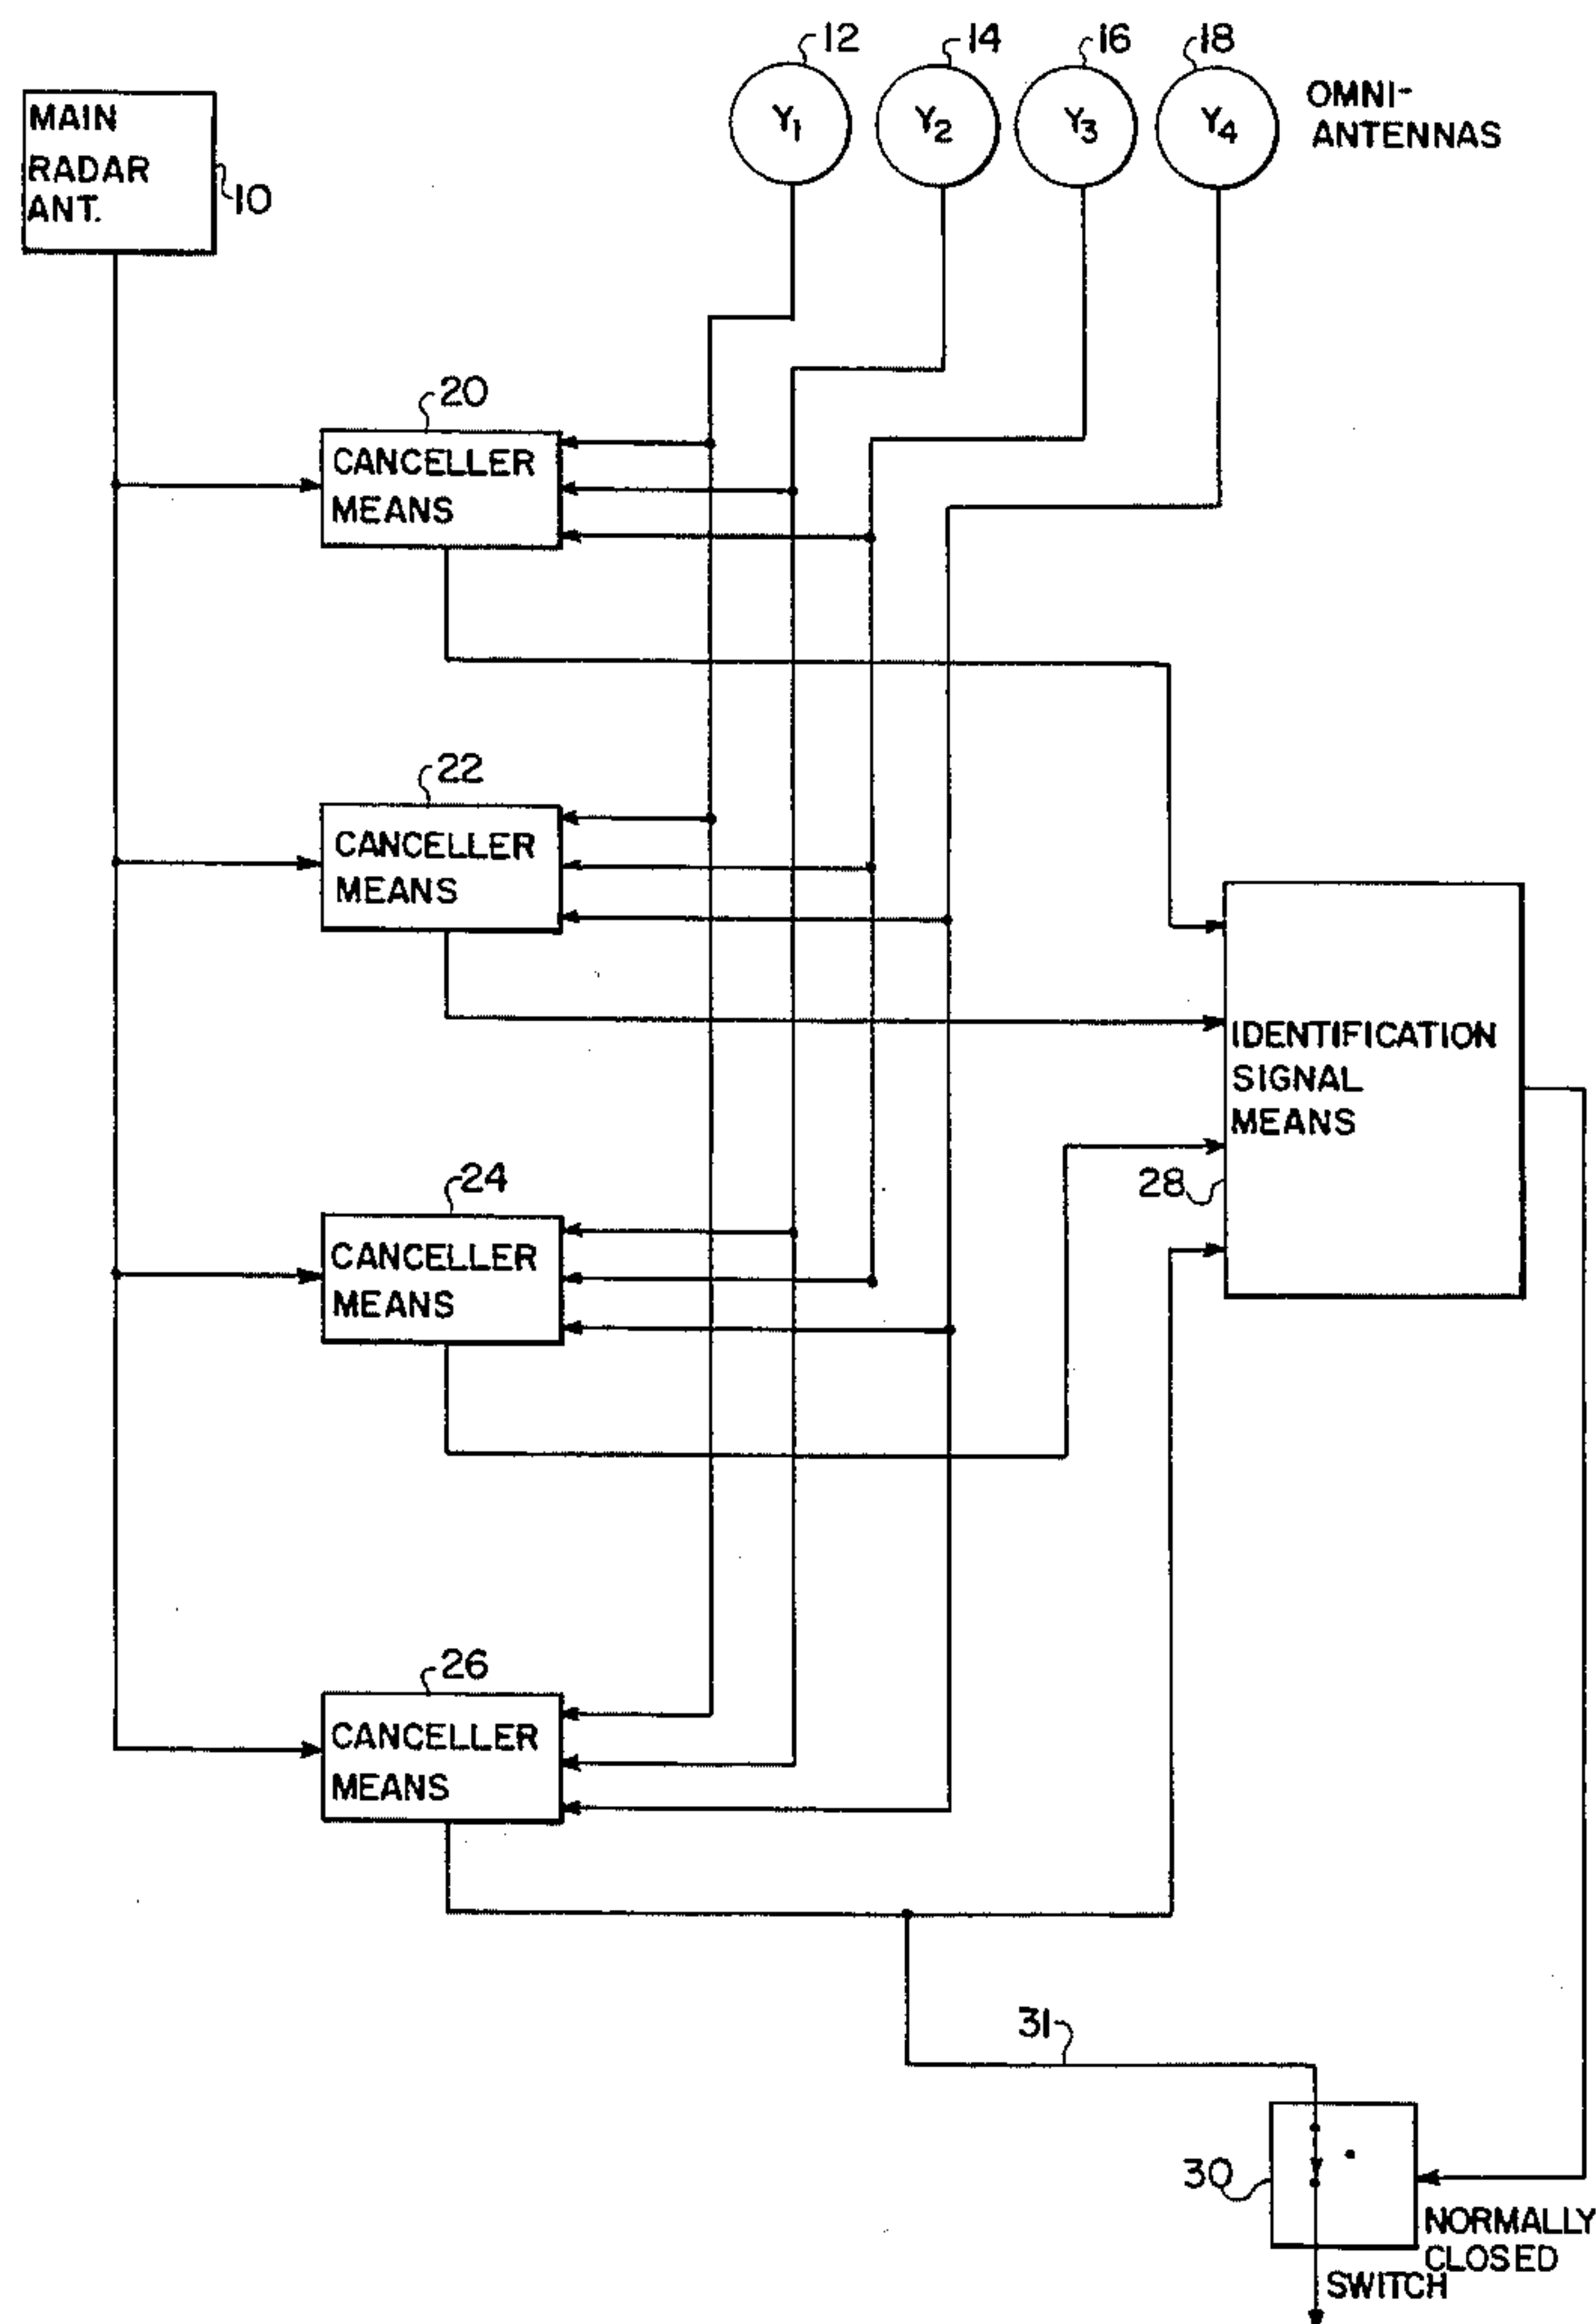 12
14
16
18
MAIN
RADAR
ANT.
10
Y1
Y2
Y3
Y4
OMNI-
ANTENNAS
20
CANCELLER
MEANS
22
CANCELLER
MEANS
IDENTIFICATION
SIGNAL
MEANS
28
24
CANCELLER
MEANS
26
CANCELLER
MEANS
31
30
NORMALLY
CLOSED
SWITCH